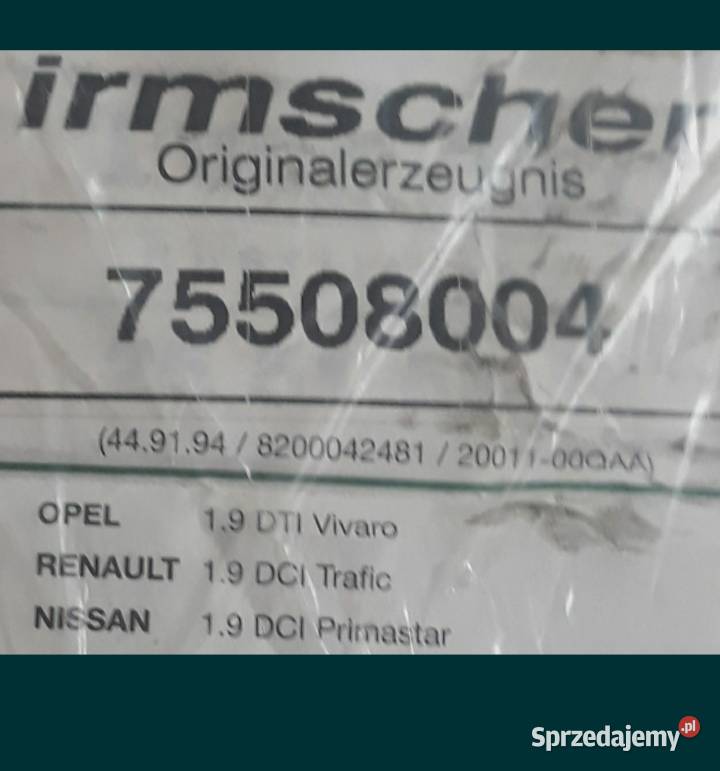 irmscher
Originalerzeugnis
75508004
(44.91.94 / 8200042481 / 20011-00QAA)
OPEL 1.9 DTI Vivaro
RENAULT 1.9 DCI Trafic
NISSAN 1.9 DCI Primastar
Sprzedajemy.pl